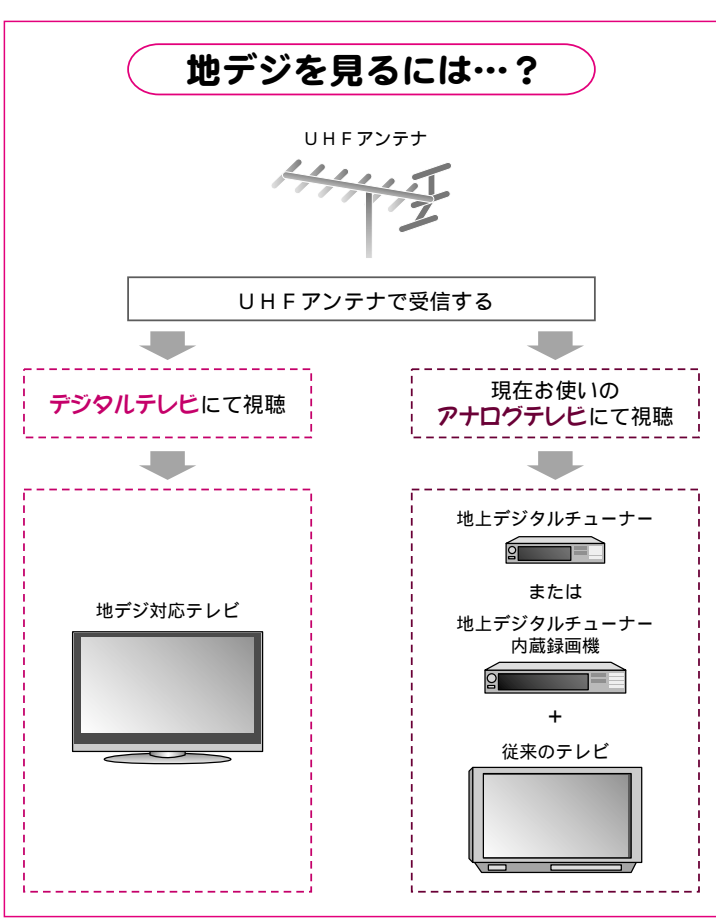 地デジを見るには…？
ＵＨＦアンテナ
ＵＨＦアンテナで受信する
デジタルテレビにて視聴
現在お使いの
アナログテレビにて視聴
地デジ対応テレビ
地上デジタルチューナー
または
地上デジタルチューナー
内蔵録画機
＋
従来のテレビ